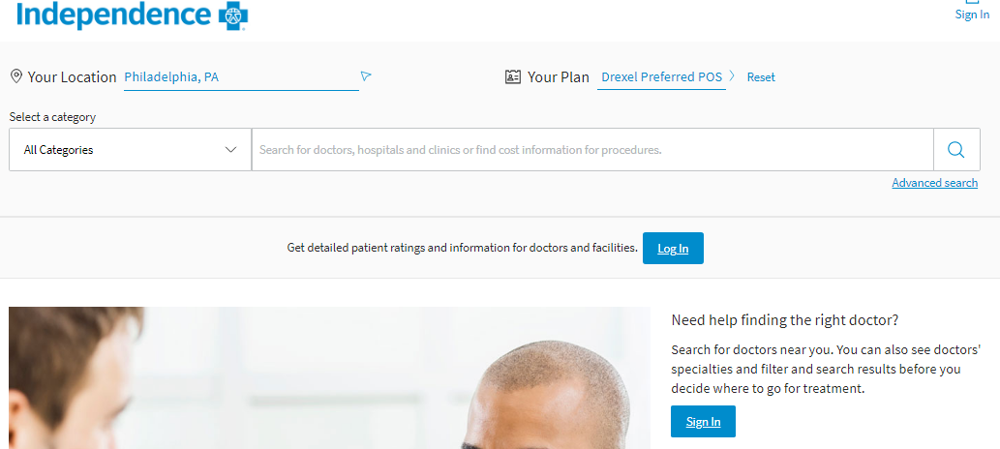 Independence
Sign In
Your Location Philadelphia, PA
Your Plan Drexel Preferred POS Reset
Select a category
All Categories
Search for doctors, hospitals and clinics or find cost information for procedures.
Advanced search
Get detailed patient ratings and information for doctors and facilities. Log In
Need help finding the right doctor?
Search for doctors near you. You can also see doctors'
specialties and filter and search results before you
decide where to go for treatment.
Sign In